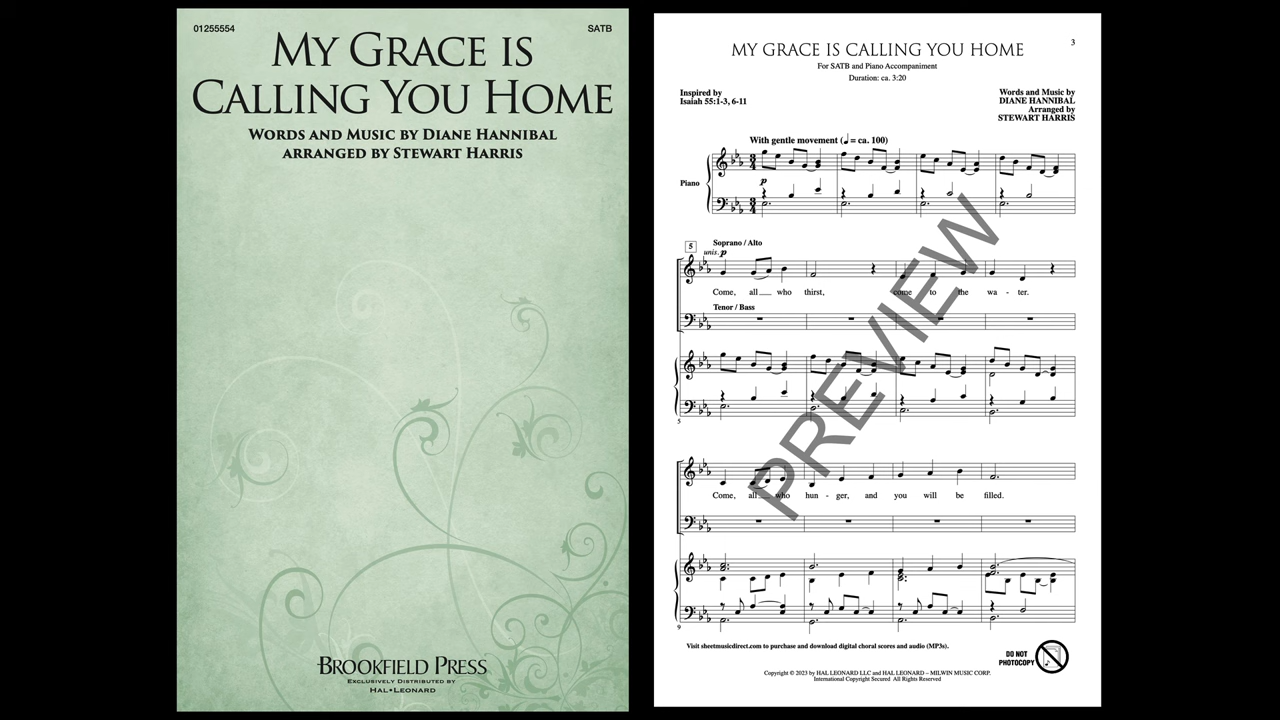 01255554
SATB
MY GRACE IS
CALLING YOU HOME
WORDS AND MUSIC BY DIANE HANNIBAL
ARRANGED BY STEWART HARRIS
BROOKFIELD PRESS
EXCLUSIVELY DISTRIBUTED BY
HAL•LEONARD
3
MY GRACE IS CALLING YOU HOME
For SATB and Piano Accompaniment
Duration: ca. 3:20
Inspired by
Isaiah 55:1-3, 6-11
Words and Music by
DIANE HANNIBAL
Arranged by
STEWART HARRIS
With gentle movement (♩ = ca. 100)
Piano
p
5
Soprano / Alto
unis. p
Come, all who thirst, come to the wa - ter.
Tenor / Bass
5
Come, all who hun - ger, and you will be filled.
9
PREVIEW
Visit sheetmusicdirect.com to purchase and download digital choral scores and audio (MP3s).
DO NOT
PHOTOCOPY
Copyright © 2023 by HAL LEONARD LLC and HAL LEONARD – MILWIN MUSIC CORP.
International Copyright Secured All Rights Reserved